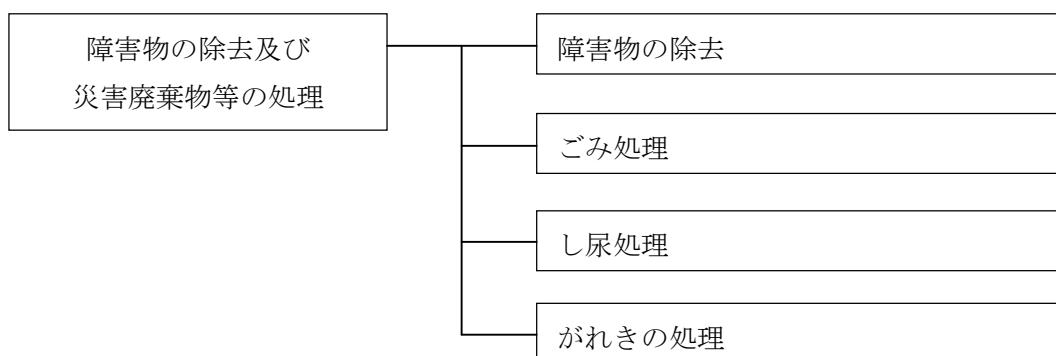 障害物の除去及び
災害廃棄物等の処理
障害物の除去
ごみ処理
し尿処理
がれきの処理